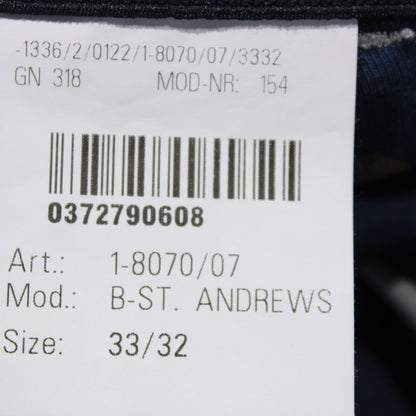 -1336/2/0122/1-8070/07/3332
GN 318 MOD-NR: 154
0372790608
Art.: 1-8070/07
Mod.: B-ST. ANDREWS
Size: 33/32